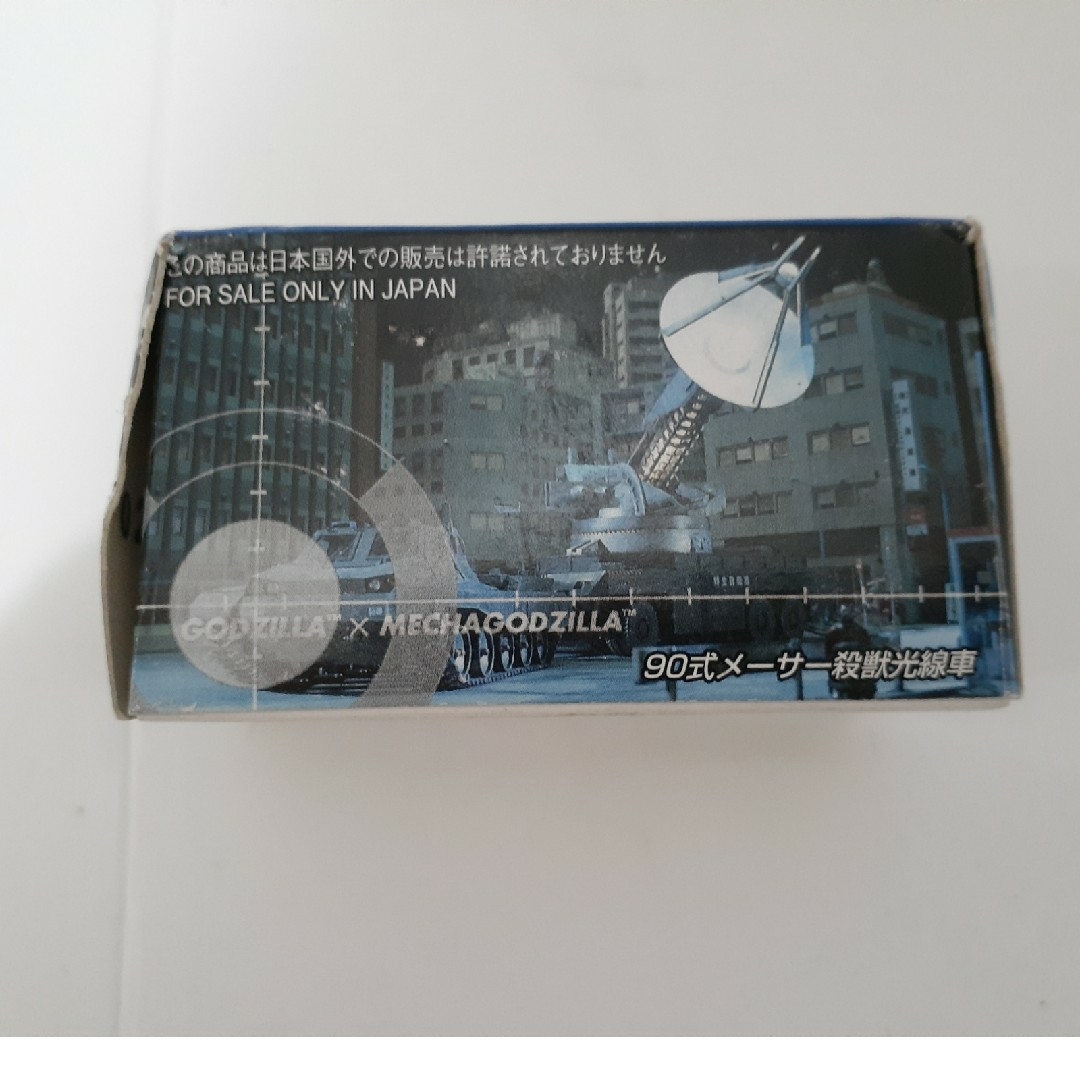 この商品は日本国外での販売は許諾されておりません
FOR SALE ONLY IN JAPAN
GODZILLA™ × MECHAGODZILLA™
90式メーサー殺獣光線車